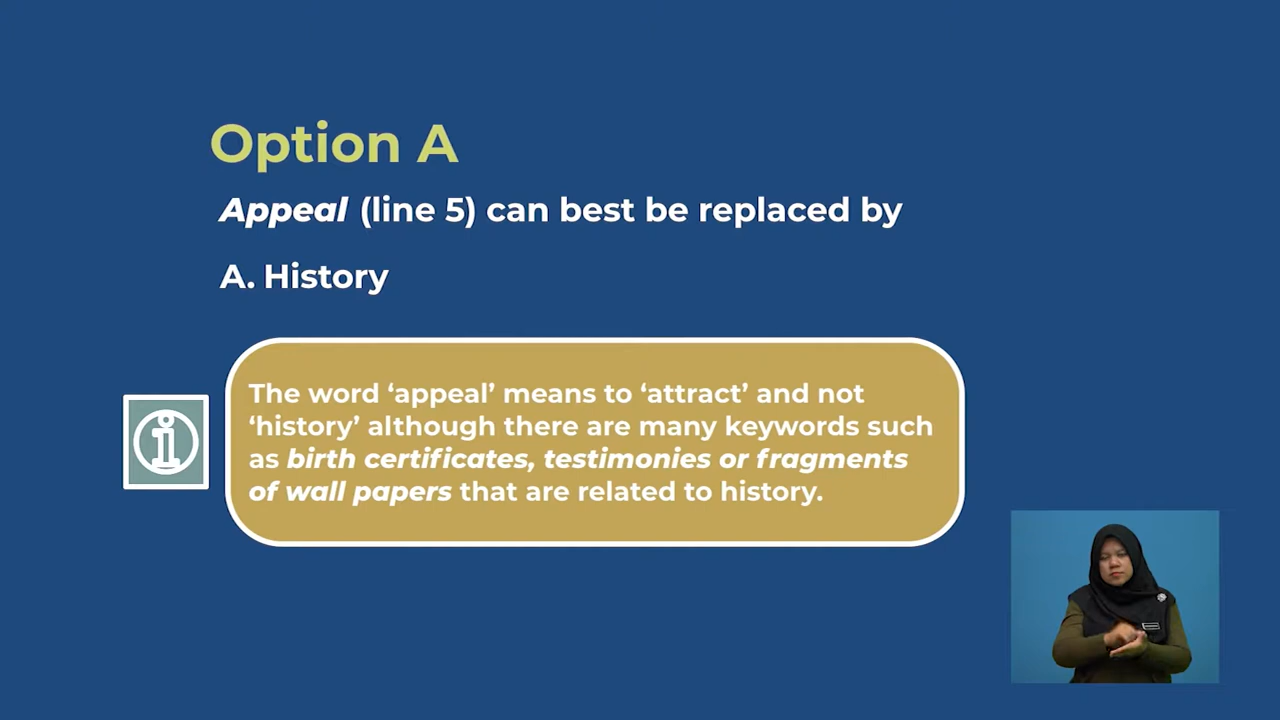 Option A
Appeal (line 5) can best be replaced by
A. History
The word ‘appeal’ means to ‘attract’ and not
‘history’ although there are many keywords such
as birth certificates, testimonies or fragments
of wall papers that are related to history.